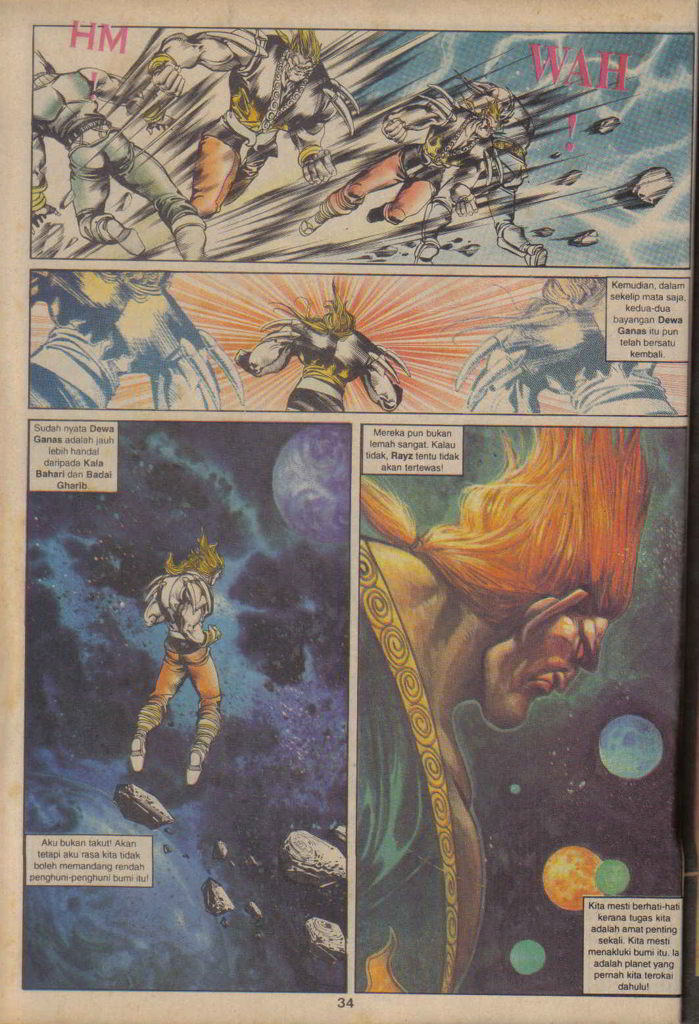 HM
!
WAH
!
Kemudian, dalam
sekelip mata saja,
kedua-dua
bayangan Dewa
Ganas itu pun
telah bersatu
kembali.
Sudah nyata Dewa
Ganas adalah jauh
lebih handal
daripada Kala
Bahari dan Badai
Gharib.
Mereka pun bukan
lemah sangat. Kalau
tidak, Rayz tentu tidak
akan tertewas!
Aku bukan takut! Akan
tetapi aku rasa kita tidak
boleh memandang rendah
penghuni-penghuni bumi itu!
Kita mesti berhati-hati
kerana tugas kita
adalah amat penting
sekali. Kita mesti
menakluki bumi itu. Ia
adalah planet yang
pernah kita terokai
dahulu!
34